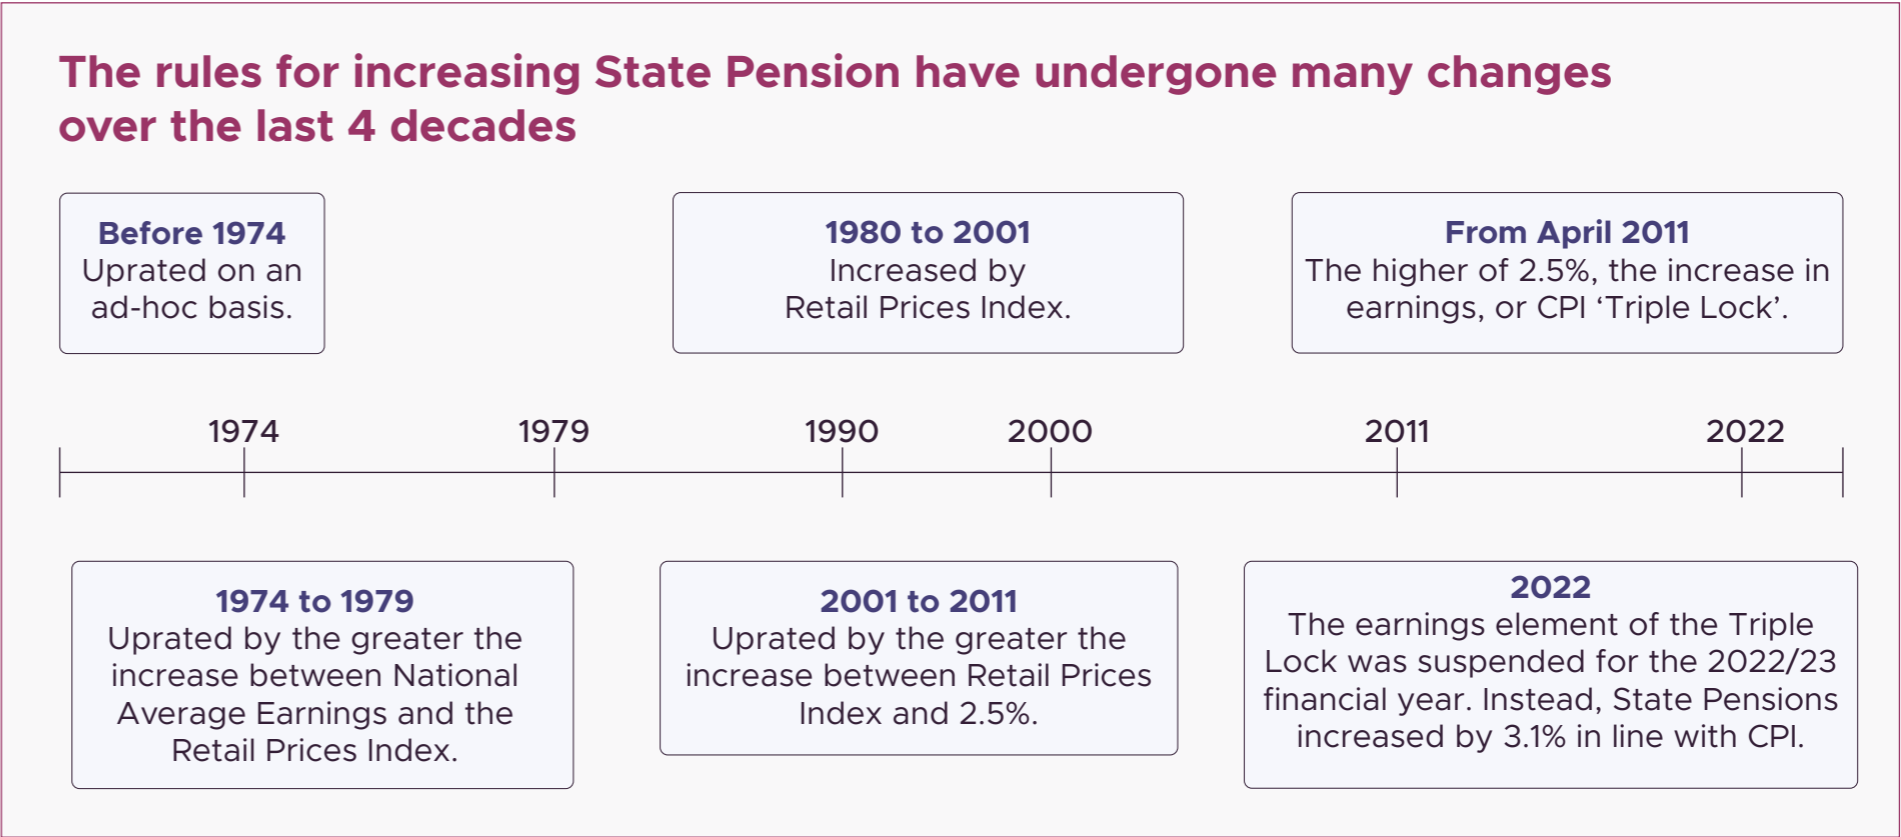 The rules for increasing State Pension have undergone many changes
over the last 4 decades
Before 1974
Uprated on an
ad-hoc basis.
1980 to 2001
Increased by
Retail Prices Index.
From April 2011
The higher of 2.5%, the increase in
earnings, or CPI ‘Triple Lock’.
1974
1979
1990
2000
2011
2022
1974 to 1979
Uprated by the greater the
increase between National
Average Earnings and the
Retail Prices Index.
2001 to 2011
Uprated by the greater the
increase between Retail Prices
Index and 2.5%.
2022
The earnings element of the Triple
Lock was suspended for the 2022/23
financial year. Instead, State Pensions
increased by 3.1% in line with CPI.